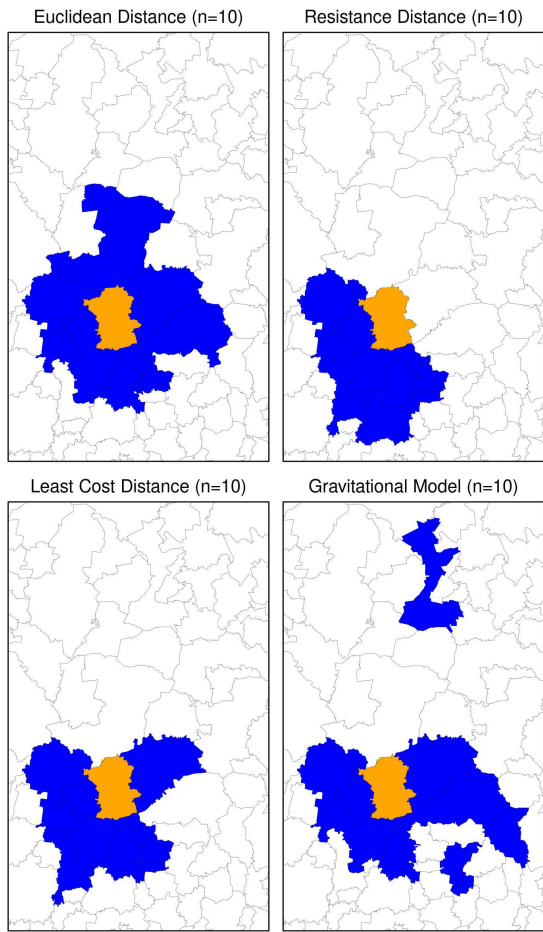 Euclidean Distance (n=10)
Resistance Distance (n=10)
Least Cost Distance (n=10)
Gravitational Model (n=10)